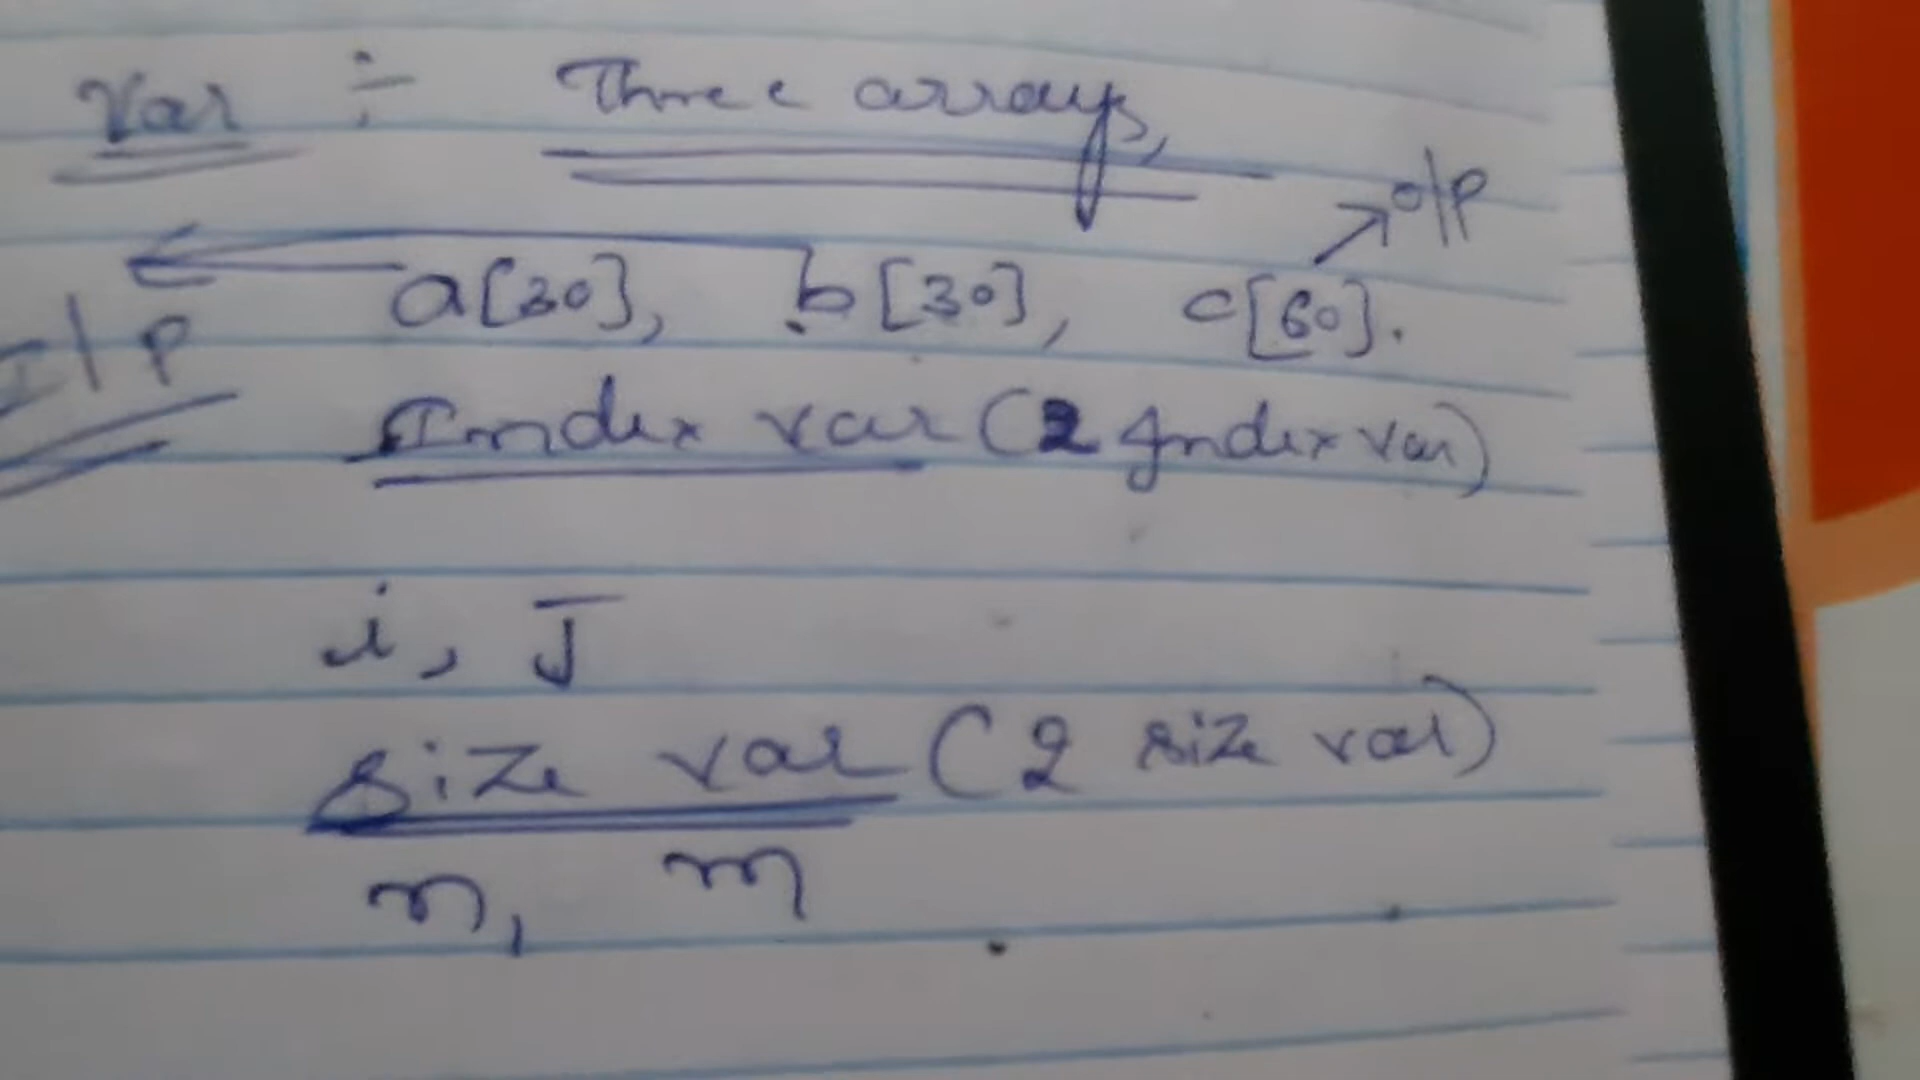 Var :- Three arrays,
o/p
a[30], b[30], c[60].
I/P
Index var (2 Index var)
i, J
size var (2 size var)
n, m